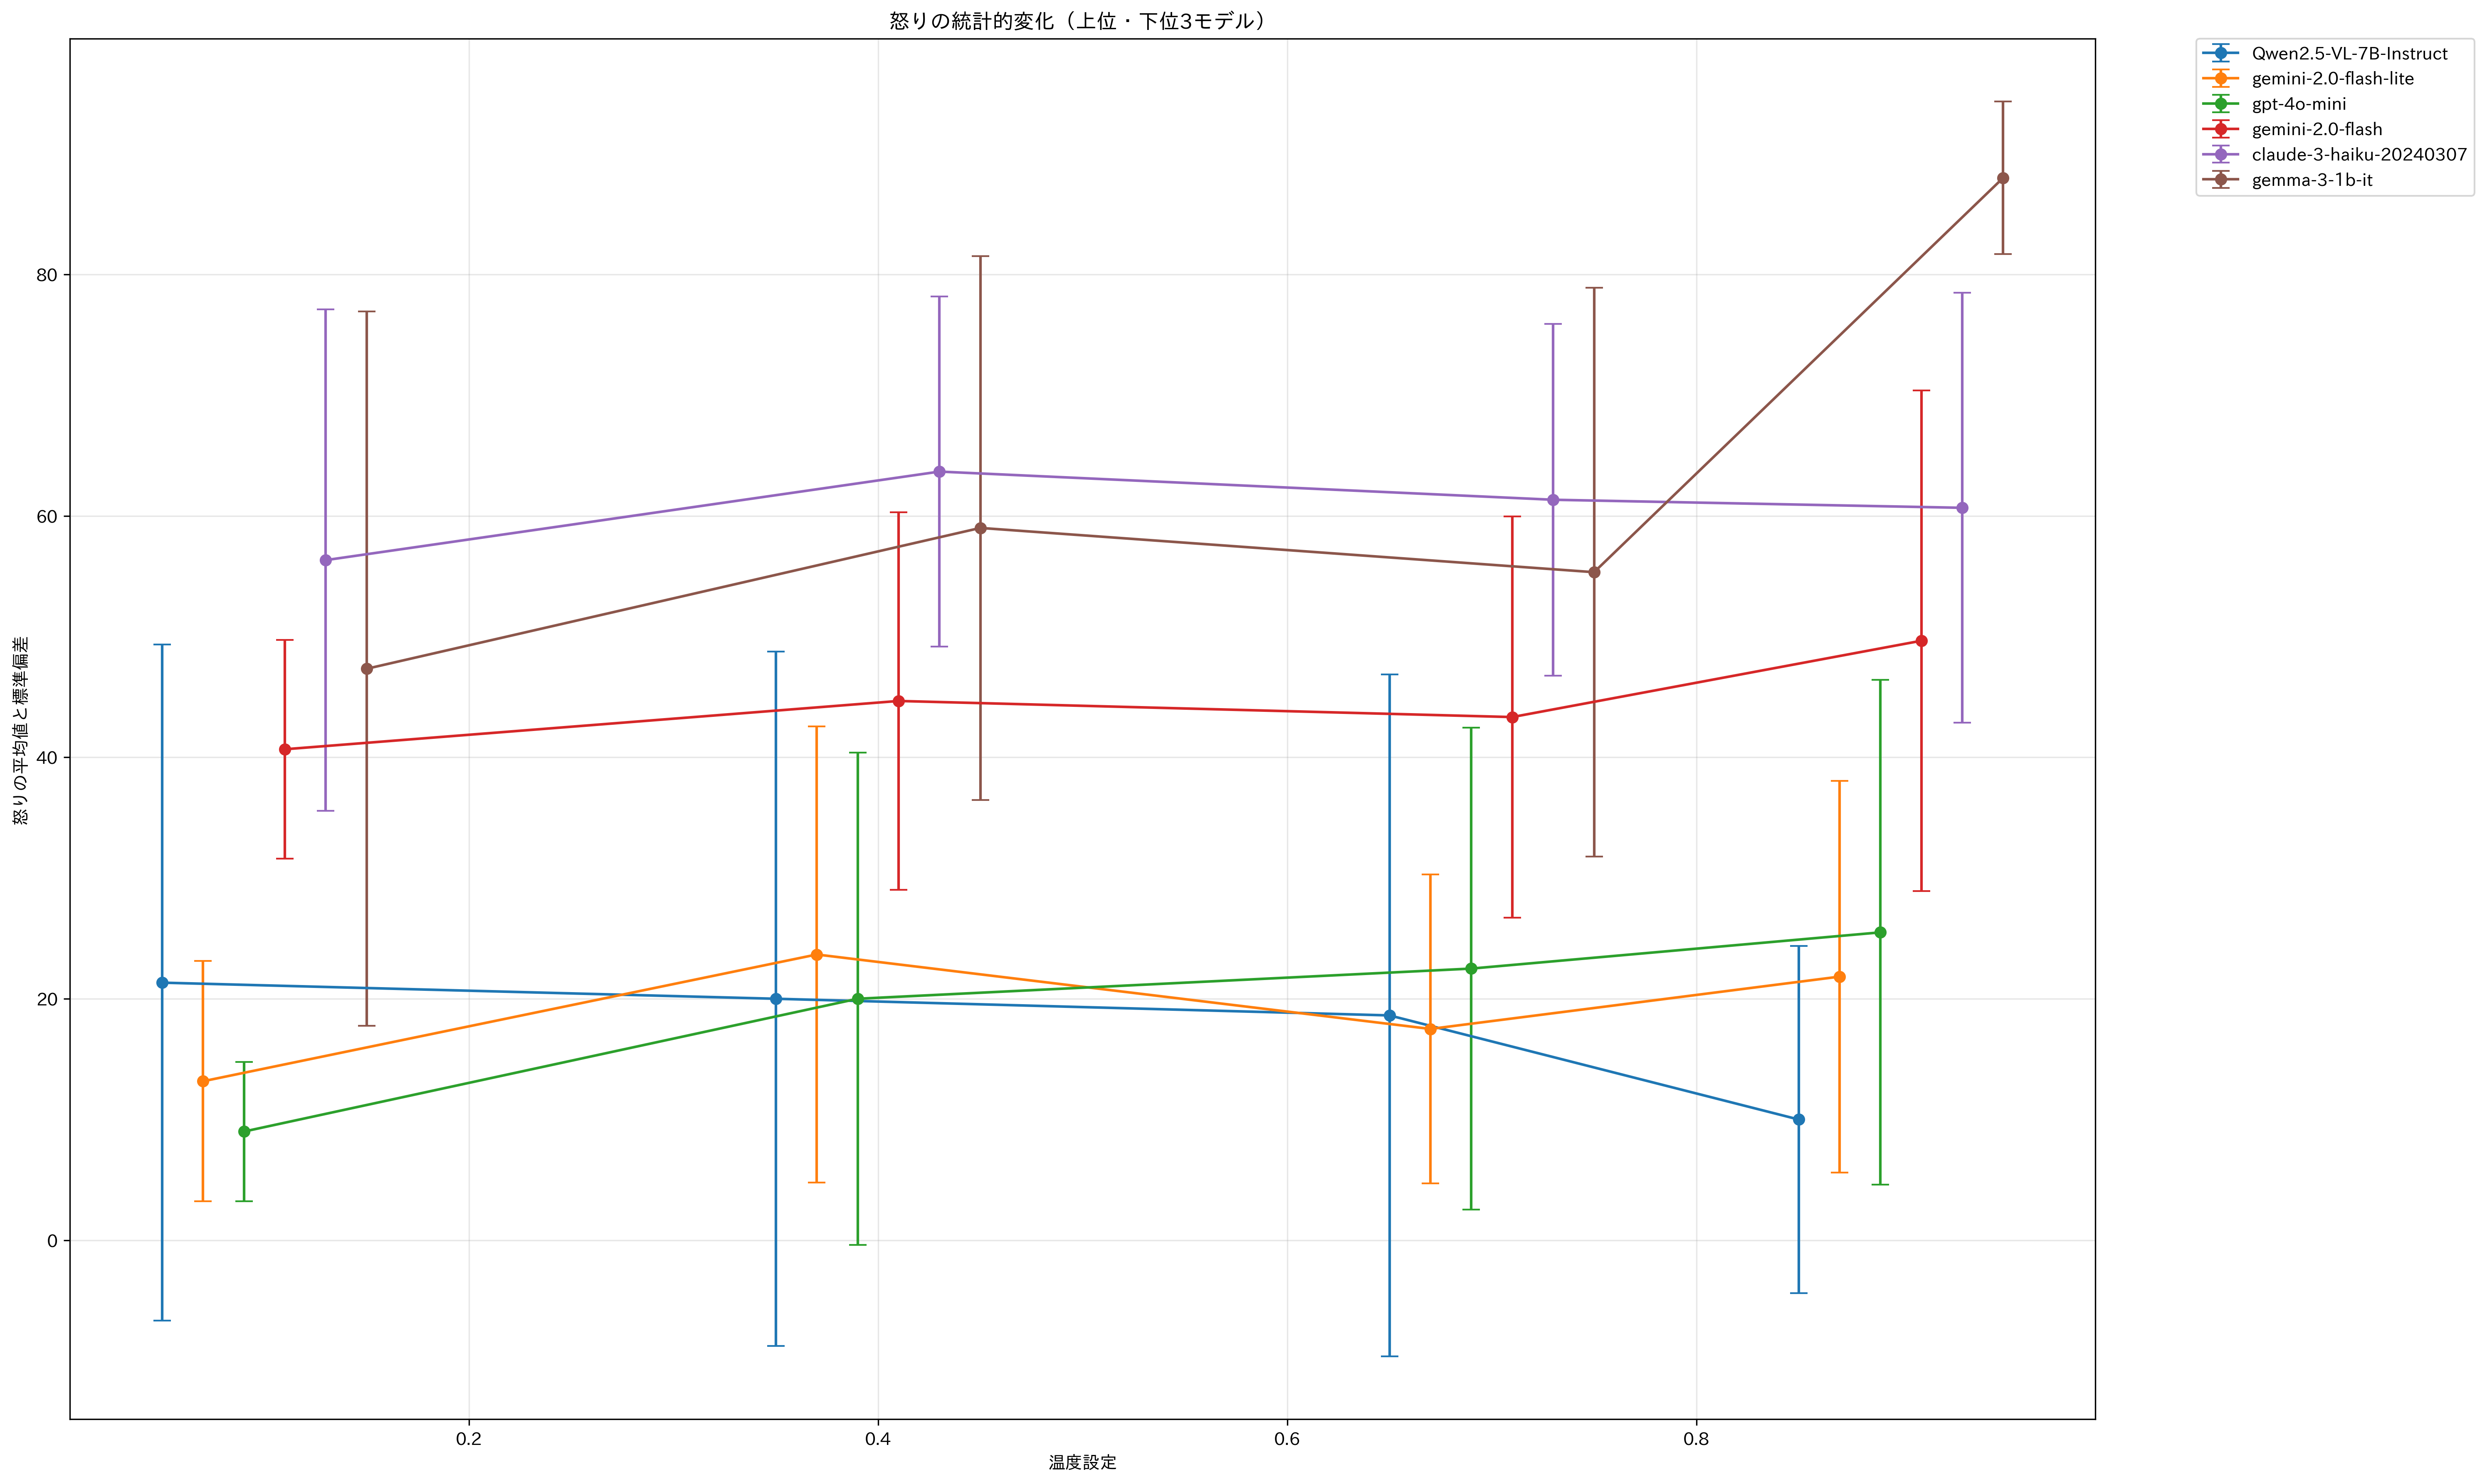 怒りの統計的変化（上位・下位3モデル）
Qwen2.5-VL-7B-Instruct
gemini-2.0-flash-lite
gpt-4o-mini
gemini-2.0-flash
claude-3-haiku-20240307
gemma-3-1b-it
怒りの平均値と標準偏差
80
60
40
20
0
0.2
0.4
0.6
0.8
温度設定